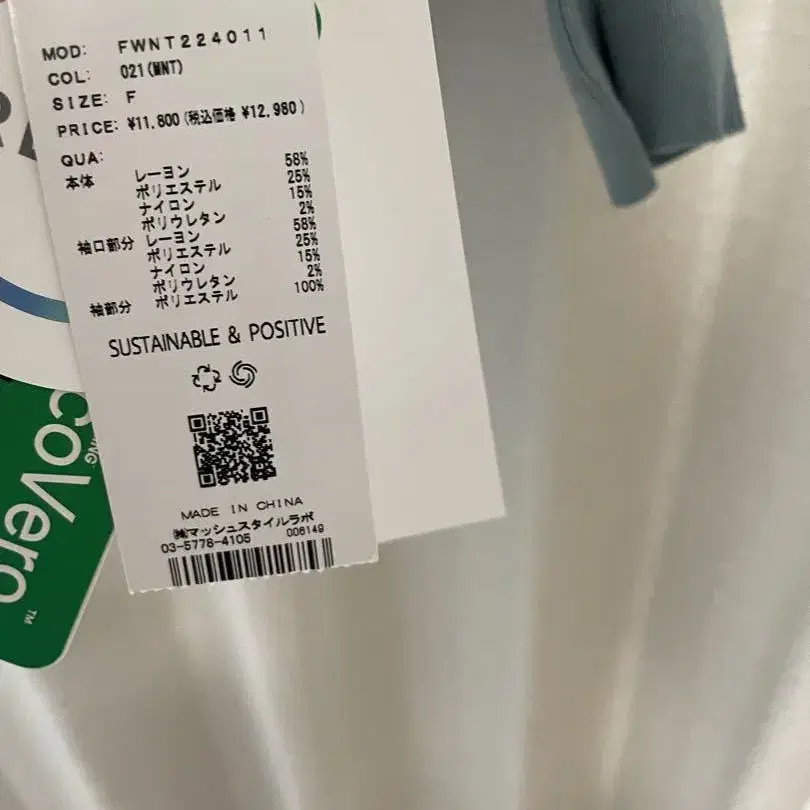 MOD: FWNT224011
COL: 021(MNT)
SIZE: F
PRICE: ¥11,800(税込価格 ¥12,980)
QUA:
本体 レーヨン 58%
ポリエステル 25%
ナイロン 15%
ポリウレタン 2%
袖口部分 レーヨン 58%
ポリエステル 25%
ナイロン 15%
ポリウレタン 2%
袖部分 ポリエステル 100%
SUSTAINABLE & POSITIVE
MADE IN CHINA
㈱マッシュスタイルラボ
03-5778-4105 006149
coVero™